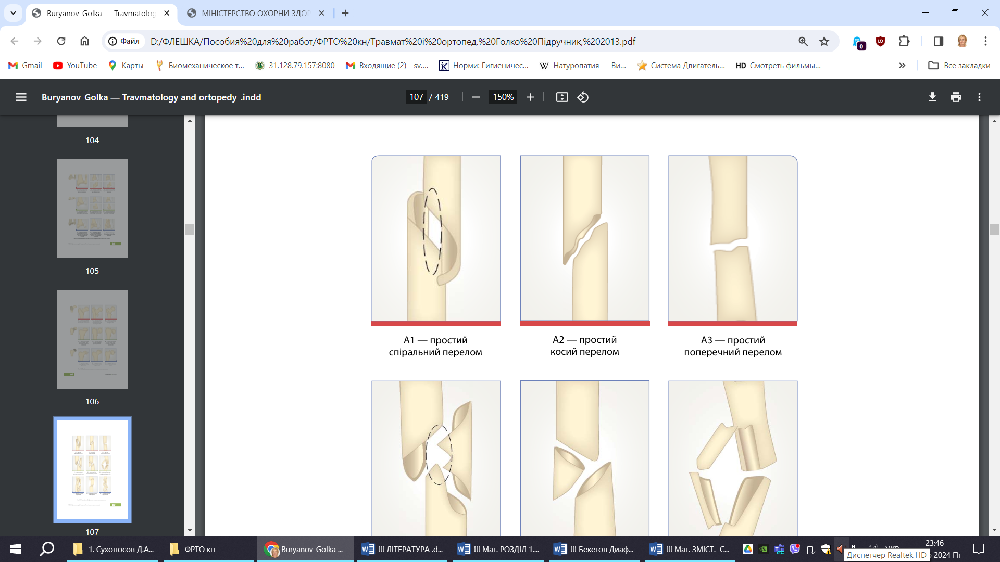 Buryanov_Golka — Travmatolog
МІНІСТЕРСТВО ОХОРНИ ЗДОР
Файл
D:/ФЛЕШКА/Пособия%20для%20работ/ФРТО%20кн/Травмат%20і%20ортопед.%20Голко%20Підручник,%202013.pdf
0
Gmail
YouTube
Карты
Биомеханическое т...
31.128.79.157:8080
Входящие (2) - sv....
Норми: Гигиеничес...
Натуропатия — Ви...
Система Двигатель...
HD Смотреть фильмы...
Все закладки
Buryanov_Golka — Travmatology and ortopedy_.indd
107 / 419
150%
104
105
106
107
А1 — простий
спіральний перелом
А2 — простий
косий перелом
А3 — простий
поперечний перелом
1. Сухоносов Д.А...
ФРТО кн
Buryanov_Golka ...
!!! ЛІТЕРАТУРА .d...
!!! Маг. РОЗДІЛ 1....
!!! Бекетов Диаф...
!!! Маг. ЗМІСТ. С...
23:46
2024 Пт
Диспетчер Realtek HD